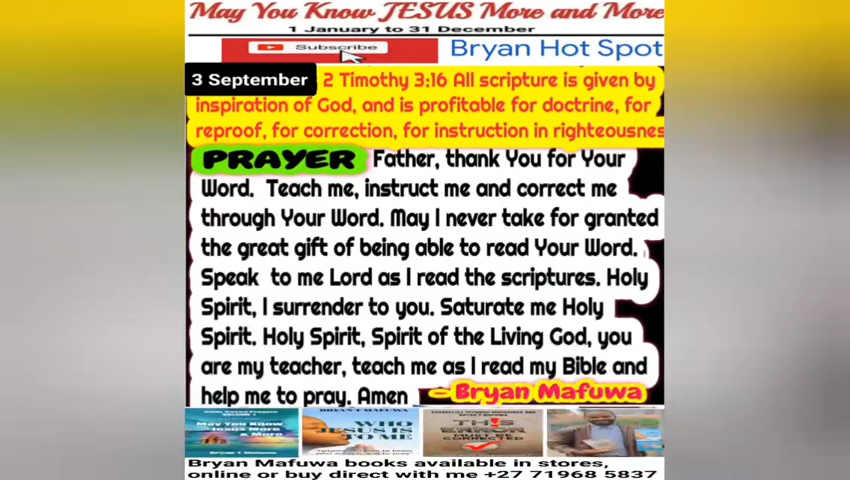 May You Know JESUS More and More
1 January to 31 December
Subscribe
Bryan Hot Spot
3 September 2 Timothy 3:16 All scripture is given by
inspiration of God, and is profitable for doctrine, for
reproof, for correction, for instruction in righteousnes
PRAYER Father, thank You for Your
Word. Teach me, instruct me and correct me
through Your Word. May I never take for granted
the great gift of being able to read Your Word.
Speak to me Lord as I read the scriptures. Holy
Spirit, I surrender to you. Saturate me Holy
Spirit. Holy Spirit, Spirit of the Living God, you
are my teacher, teach me as I read my Bible and
help me to pray, Amen – Bryan Mafuwa
May You Know
Jesus More
& More
WHO
JESUS IS
TO ME
THIS
CORRECTED
Bryan Mafuwa books available in stores,
online or buy direct with me +27 71968 5837